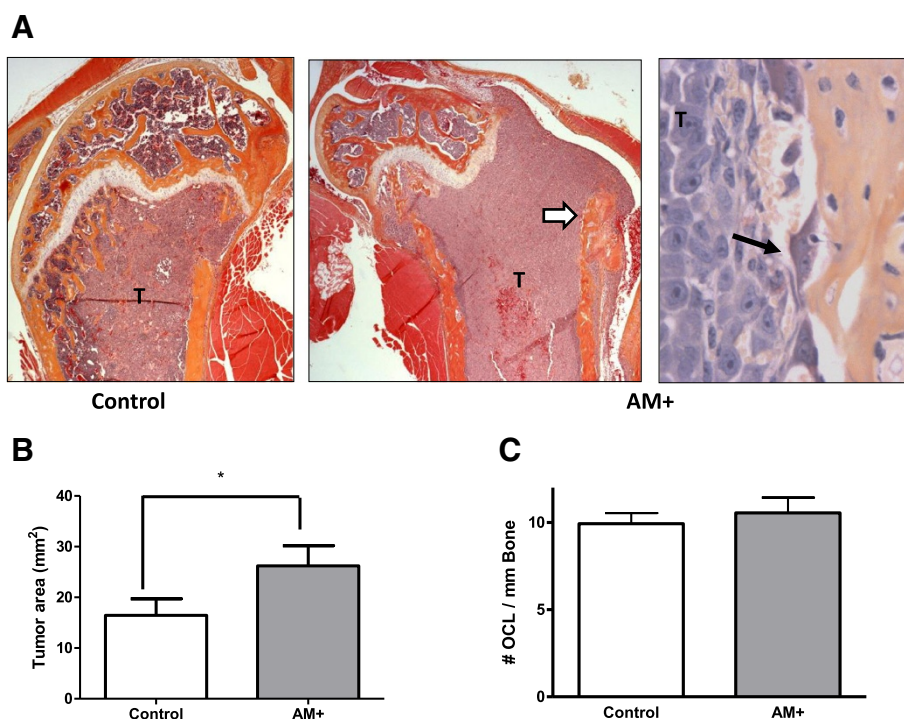 A
T
T
T
Control
AM+
B
*
Tumor area (mm²)
40
30
20
10
0
Control
AM+
C
# OCL / mm Bone
10
5
0
Control
AM+